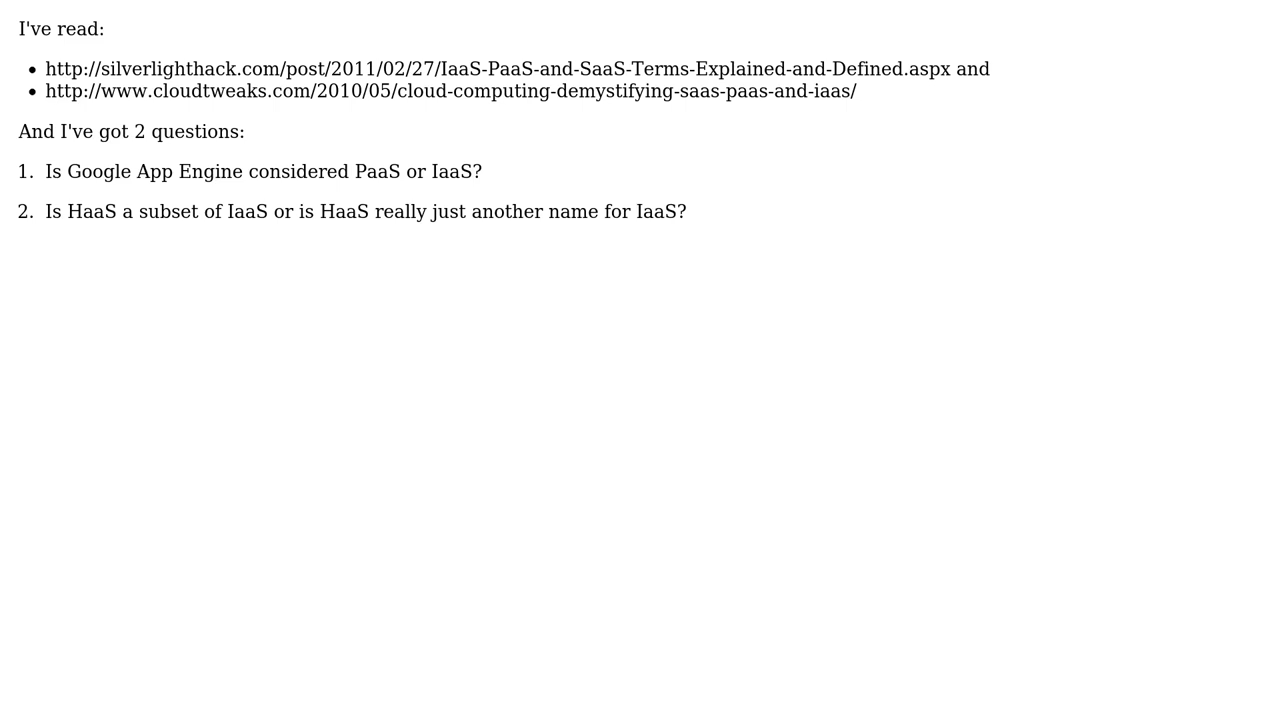 I've read:
• http://silverlighthack.com/post/2011/02/27/IaaS-PaaS-and-SaaS-Terms-Explained-and-Defined.aspx and
• http://www.cloudtweaks.com/2010/05/cloud-computing-demystifying-saas-paas-and-iaas/
And I've got 2 questions:
1. Is Google App Engine considered PaaS or IaaS?
2. Is HaaS a subset of IaaS or is HaaS really just another name for IaaS?